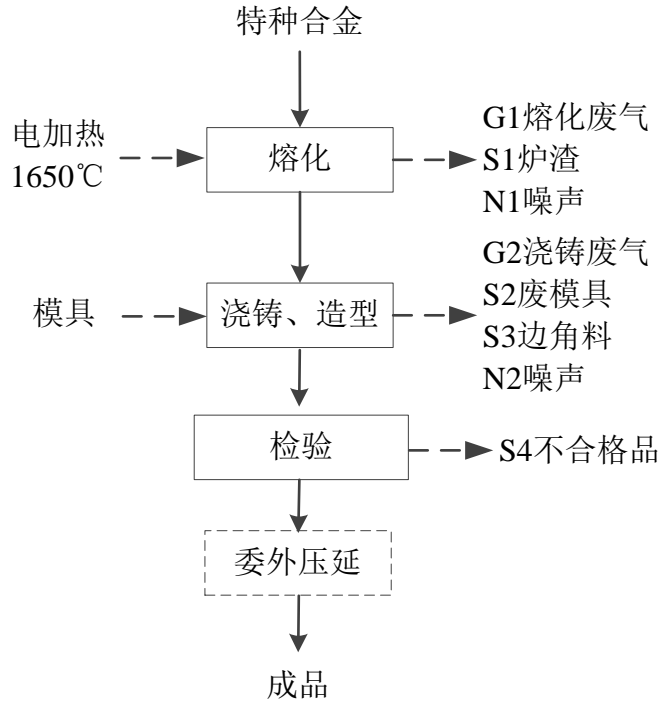 特种合金
电加热
1650℃
熔化
G1熔化废气
S1炉渣
N1噪声
模具
浇铸、造型
G2浇铸废气
S2废模具
S3边角料
N2噪声
检验
S4不合格品
委外压延
成品